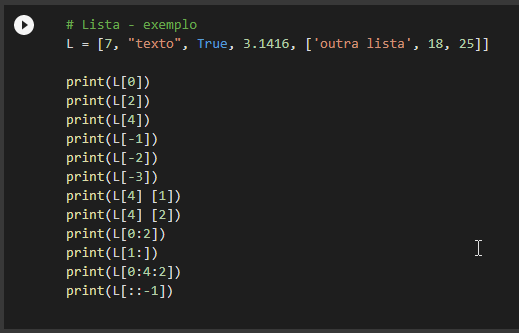 # Lista - exemplo
L = [7, "texto", True, 3.1416, ['outra lista', 18, 25]]
print(L[0])
print(L[2])
print(L[4])
print(L[-1])
print(L[-2])
print(L[-3])
print(L[4] [1])
print(L[4] [2])
print(L[0:2])
print(L[1:])
print(L[0:4:2])
print(L[::-1])